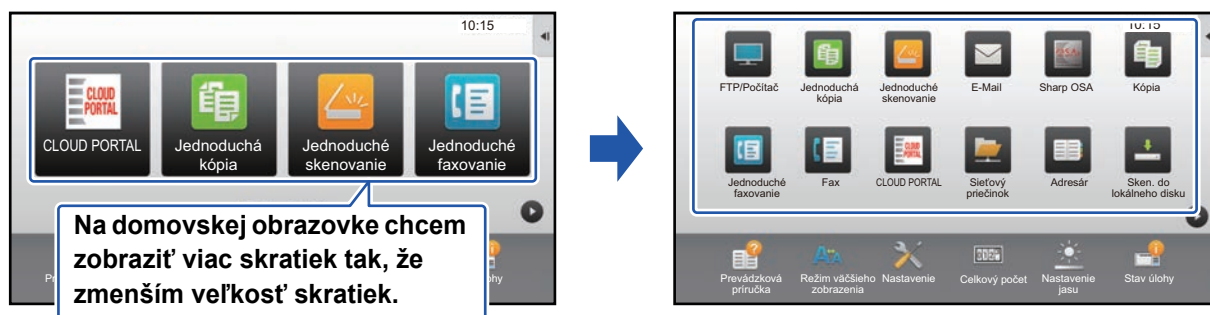 10:15
CLOUD
PORTAL
CLOUD PORTAL
Jednoduchá
kópia
Jednoduché
skenovanie
Jednoduché
faxovanie
Na domovskej obrazovke chcem
zobraziť viac skratiek tak, že
zmenším veľkosť skratiek.
10:15
FTP/Počítač
Jednoduchá
kópia
Jednoduché
skenovanie
E-Mail
OSA
Sharp OSA
Kópia
Jednoduché
faxovanie
Fax
CLOUD
PORTAL
CLOUD PORTAL
Sieťový
priečinok
Adresár
Sken. do
lokálneho disku
Prevádzková
príručka
Režim väčšieho
zobrazenia
Nastavenie
Celkový počet
Nastavenie
jasu
Stav úlohy